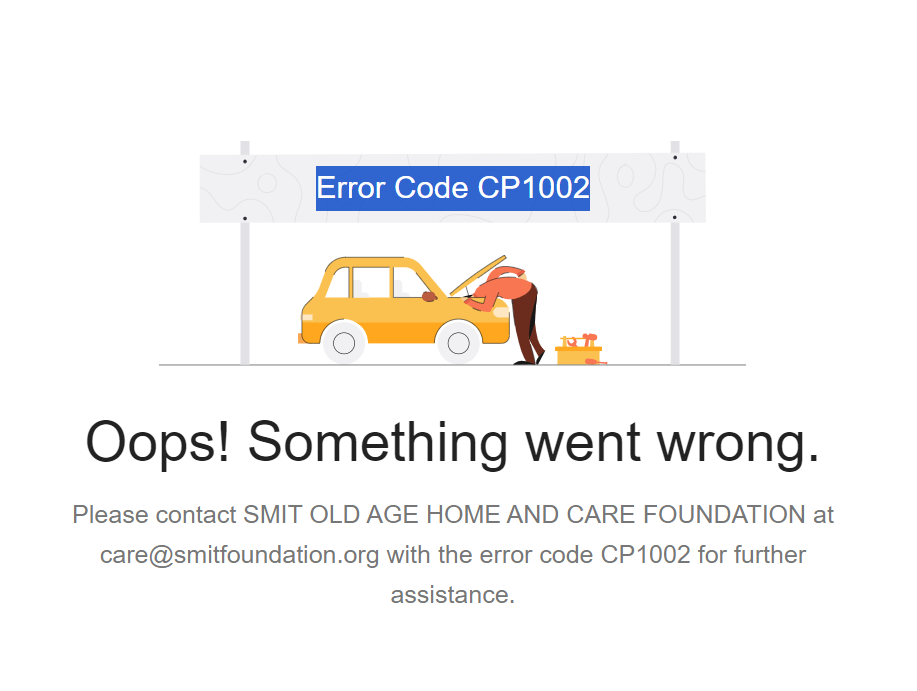 Error Code CP1002
Oops! Something went wrong.
Please contact SMIT OLD AGE HOME AND CARE FOUNDATION at
care@smitfoundation.org with the error code CP1002 for further
assistance.